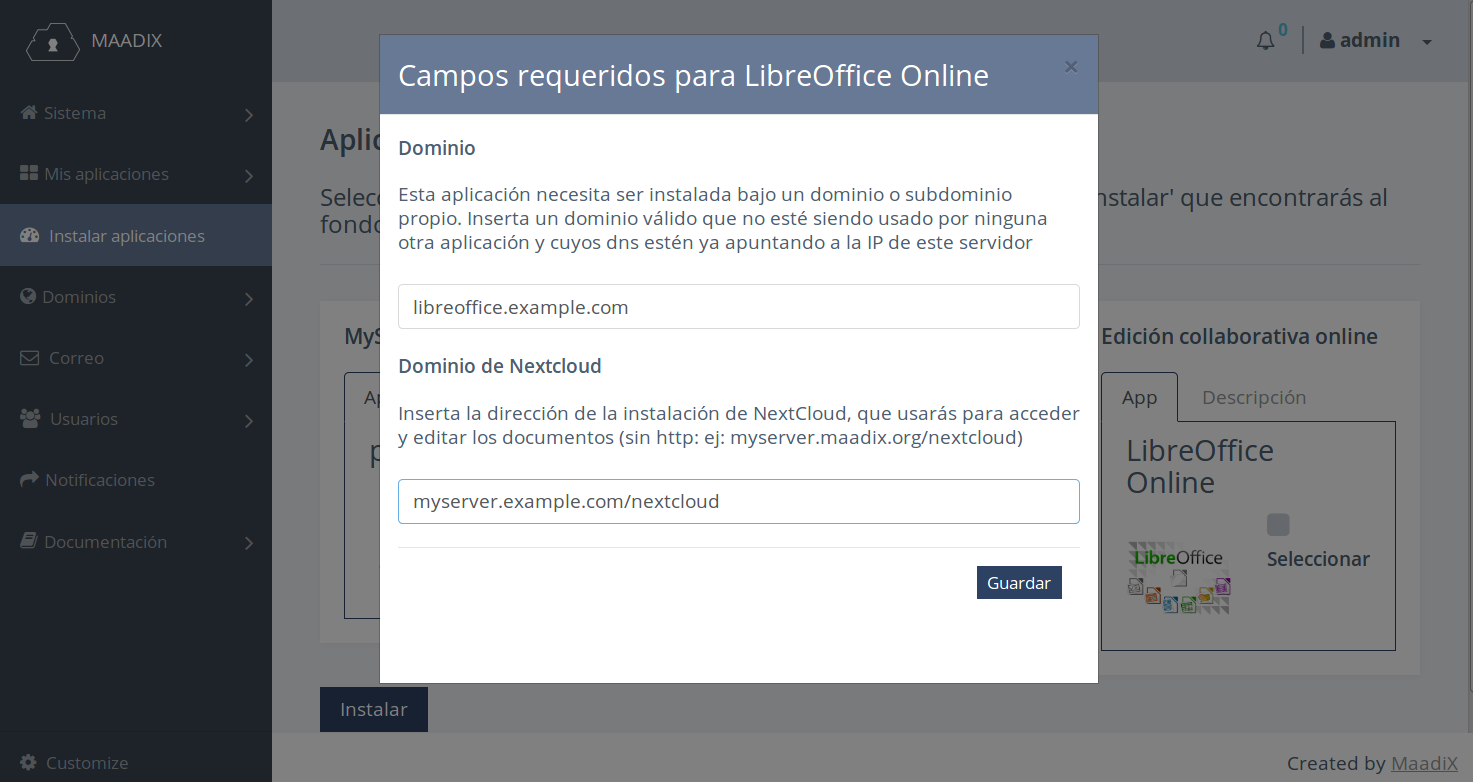 MAADIX
Sistema
Mis aplicaciones
Instalar aplicaciones
Dominios
Correo
Usuarios
Notificaciones
Documentación
Customize
0
admin
Campos requeridos para LibreOffice Online
×
Dominio
Esta aplicación necesita ser instalada bajo un dominio o subdominio
propio. Inserta un dominio válido que no esté siendo usado por ninguna
otra aplicación y cuyos dns estén ya apuntando a la IP de este servidor
libreoffice.example.com
Dominio de Nextcloud
Inserta la dirección de la instalación de NextCloud, que usarás para acceder
y editar los documentos (sin http: ej: myserver.maadix.org/nextcloud)
myserver.example.com/nextcloud
Guardar
nstalar' que encontrarás al
fondo
Edición collaborativa online
App
Descripción
LibreOffice
Online
LibreOffice
Seleccionar
Instalar
Created by MaadiX